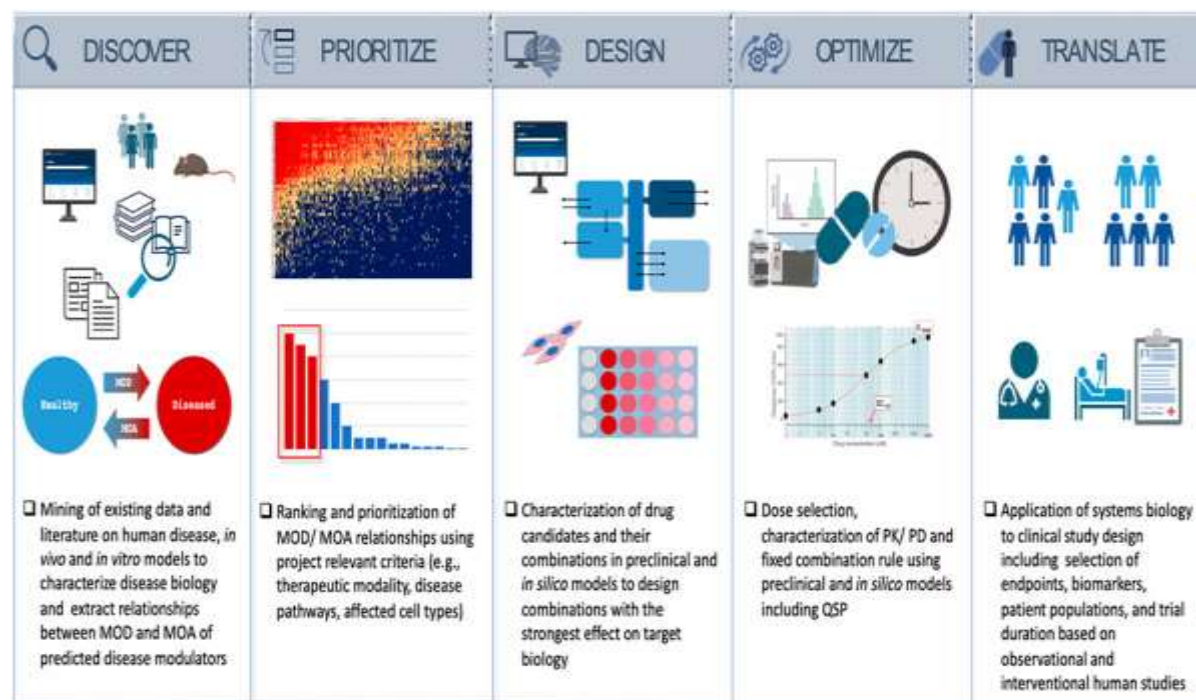 DISCOVER
PRIORITIZE
DESIGN
OPTIMIZE
TRANSLATE
Healthy
MOD
MOA
Diseased
❑ Mining of existing data and
literature on human disease, in
vivo and in vitro models to
characterize disease biology
and extract relationships
between MOD and MOA of
predicted disease modulators
❑ Ranking and prioritization of
MOD/ MOA relationships using
project relevant criteria (e.g.,
therapeutic modality, disease
pathways, affected cell types)
❑ Characterization of drug
candidates and their
combinations in preclinical and
in silico models to design
combinations with the
strongest effect on target
biology
❑ Dose selection,
characterization of PK/ PD and
fixed combination rule using
preclinical and in silico models
including QSP
❑ Application of systems biology
to clinical study design
including selection of
endpoints, biomarkers,
patient populations, and trial
duration based on
observational and
interventional human studies